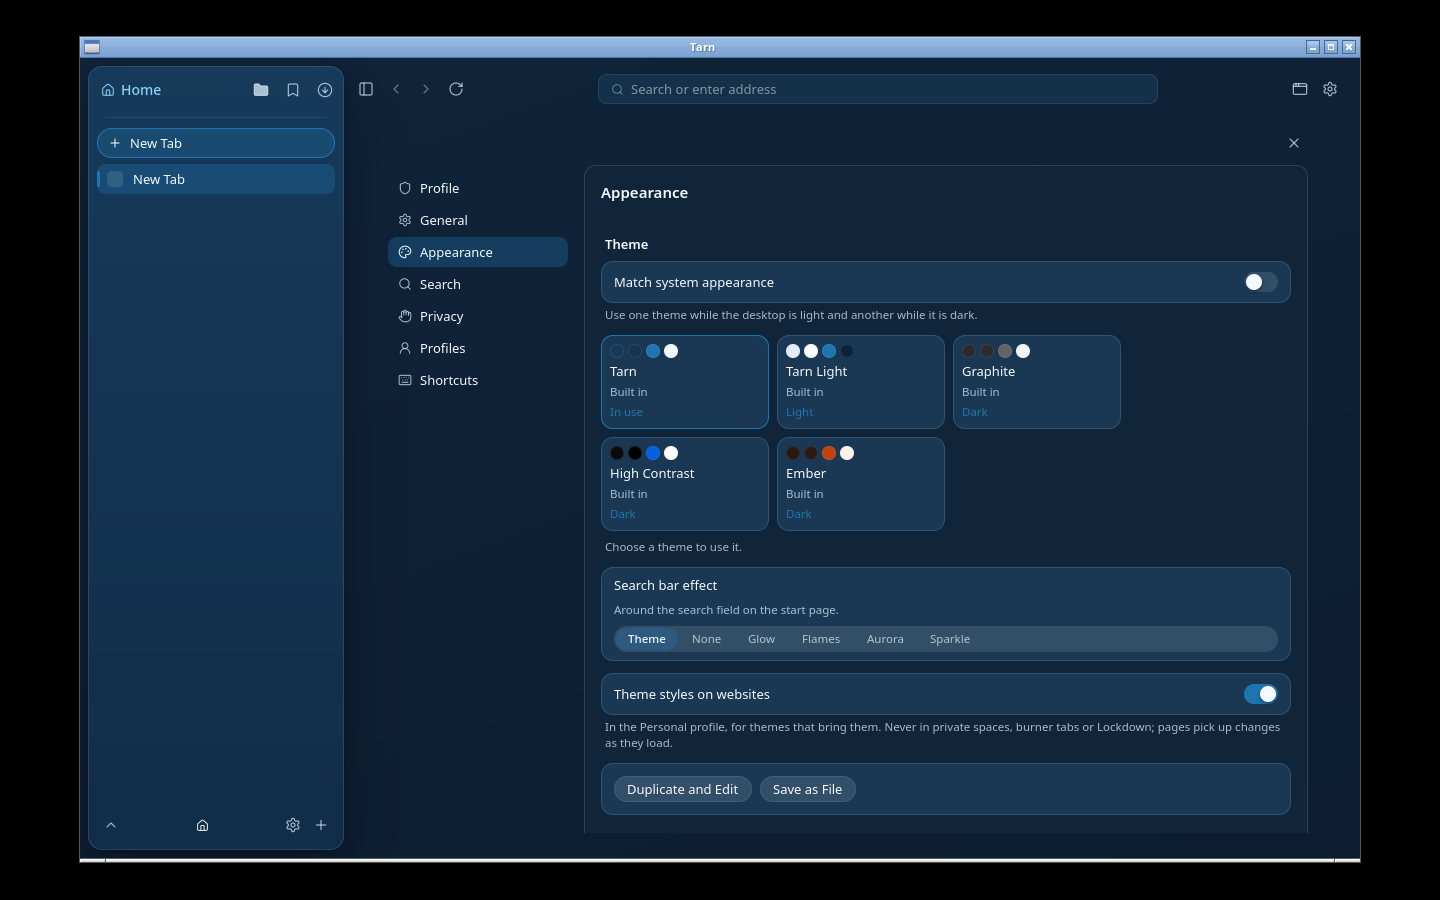 Tarn
Home
Search or enter address
New Tab
New Tab
Profile
General
Appearance
Search
Privacy
Profiles
Shortcuts
Appearance
Theme
Match system appearance
Use one theme while the desktop is light and another while it is dark.
Tarn
Built in
In use
Tarn Light
Built in
Light
Graphite
Built in
Dark
High Contrast
Built in
Dark
Ember
Built in
Dark
Choose a theme to use it.
Search bar effect
Around the search field on the start page.
Theme None Glow Flames Aurora Sparkle
Theme styles on websites
In the Personal profile, for themes that bring them. Never in private spaces, burner tabs or Lockdown; pages pick up changes
as they load.
Duplicate and Edit Save as File